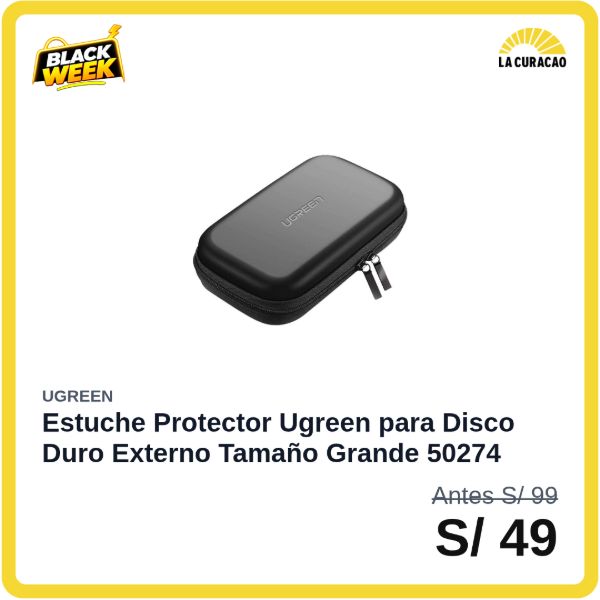 BLACK
WEEK
LA CURACAO
UGREEN
UGREEN
Estuche Protector Ugreen para Disco
Duro Externo Tamaño Grande 50274
Antes S/ 99
S/ 49